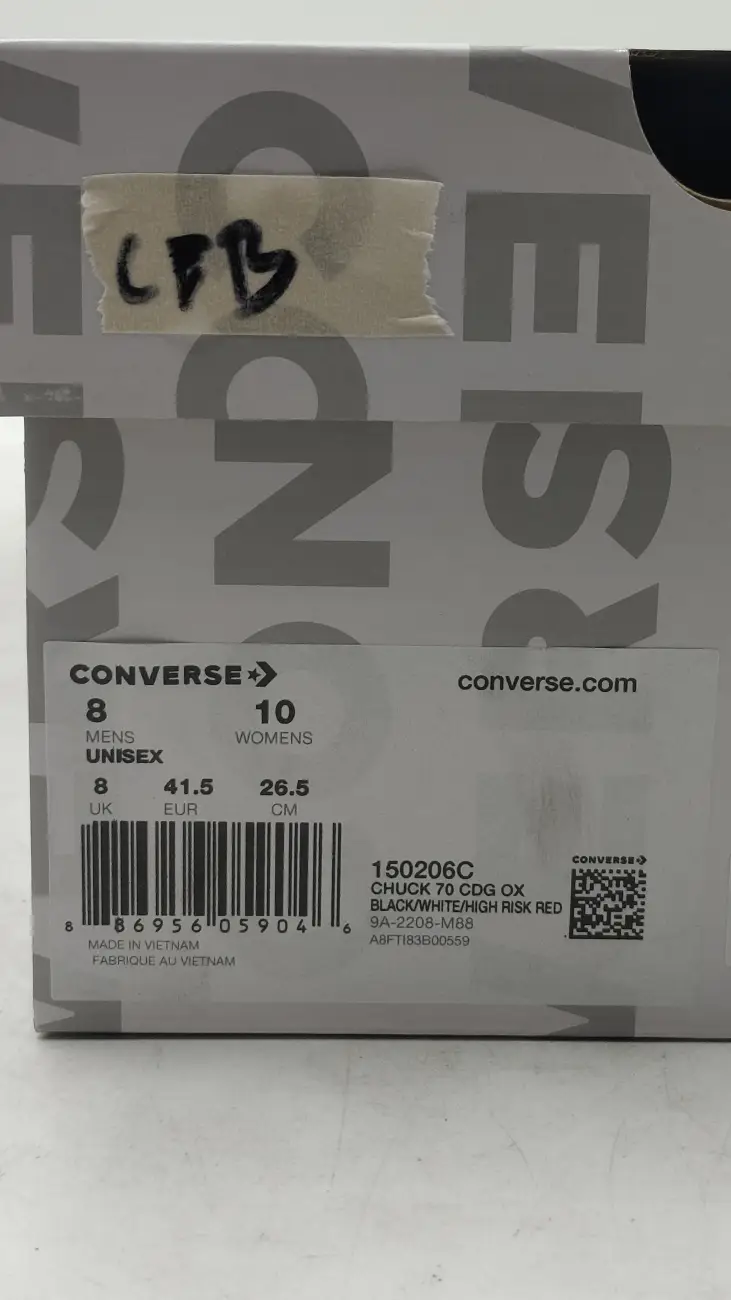 CFB
CONVERSE
converse.com
8 10
MENS WOMENS
UNISEX
8 41.5 26.5
UK EUR CM
150206C
CHUCK 70 CDG OX
BLACK/WHITE/HIGH RISK RED
9A-2208-M88
A8FTI83B00559
CONVERSE
8 86956 05904 6
MADE IN VIETNAM
FABRIQUE AU VIETNAM